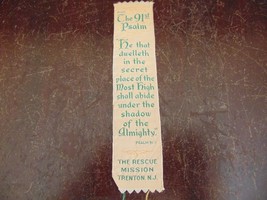 The 91st
Psalm
"He that
dwelleth
in the
secret
place of the
Most High
shall abide
under the
shadow
of the
Almighty."
THE RESCUE
MISSION
TRENTON N.J.